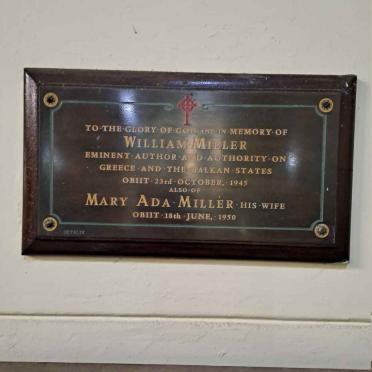 TO·THE·GLORY·OF·GOD·AND·IN·MEMORY·OF
WILLIAM·MILLER
EMINENT·AUTHOR·AND·AUTHORITY·ON
GREECE·AND·THE·BALKAN·STATES
OBIIT·23rd·OCTOBER, 1945
ALSO·OF
MARY ADA·MILLER·HIS·WIFE
OBIIT·18th·JUNE, 1950